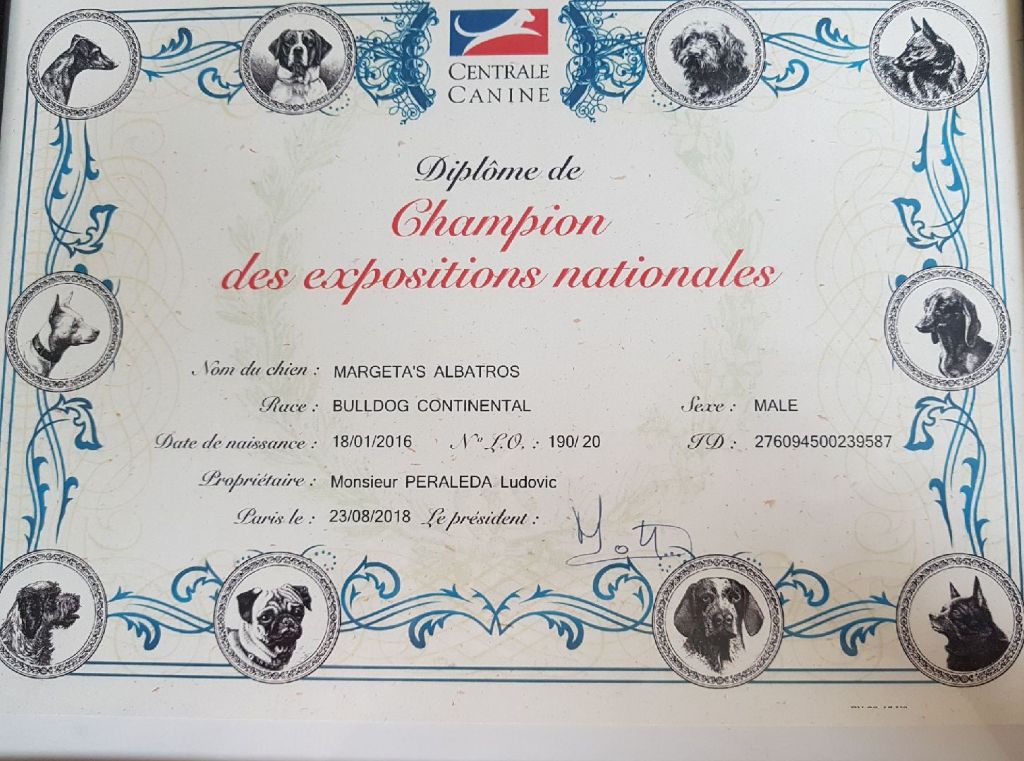 CENTRALE
CANINE
Diplôme de
Champion
des expositions nationales
Nom du chien : MARGETA'S ALBATROS
Race : BULLDOG CONTINENTAL Sexe : MALE
Date de naissance : 18/01/2016 N° L.O. : 190/20 ID : 276094500239587
Propriétaire : Monsieur PERALEDA Ludovic
Paris le : 23/08/2018 Le président :